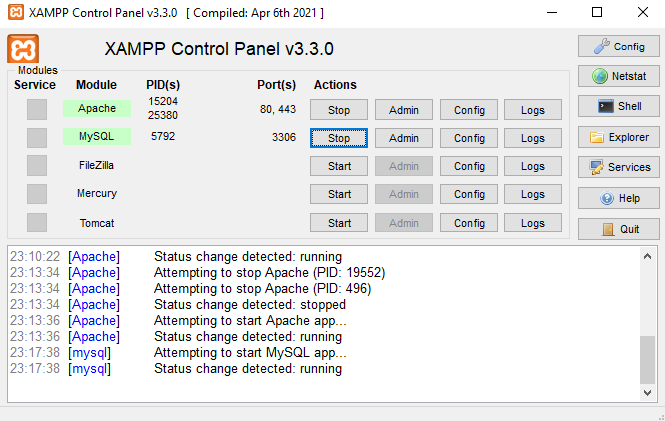 XAMPP Control Panel v3.3.0 [ Compiled: Apr 6th 2021 ]
XAMPP Control Panel v3.3.0
Config
Modules
Service Module PID(s) Port(s) Actions
Netstat
Apache 15204 25380 80, 443 Stop Admin Config Logs
Shell
MySQL 5792 3306 Stop Admin Config Logs
Explorer
FileZilla Start Admin Config Logs
Services
Mercury Start Admin Config Logs
Help
Tomcat Start Admin Config Logs
Quit
23:10:22 [Apache] Status change detected: running
23:13:34 [Apache] Attempting to stop Apache (PID: 19552)
23:13:34 [Apache] Attempting to stop Apache (PID: 496)
23:13:34 [Apache] Status change detected: stopped
23:13:36 [Apache] Attempting to start Apache app...
23:13:36 [Apache] Status change detected: running
23:17:38 [mysql] Attempting to start MySQL app...
23:17:38 [mysql] Status change detected: running